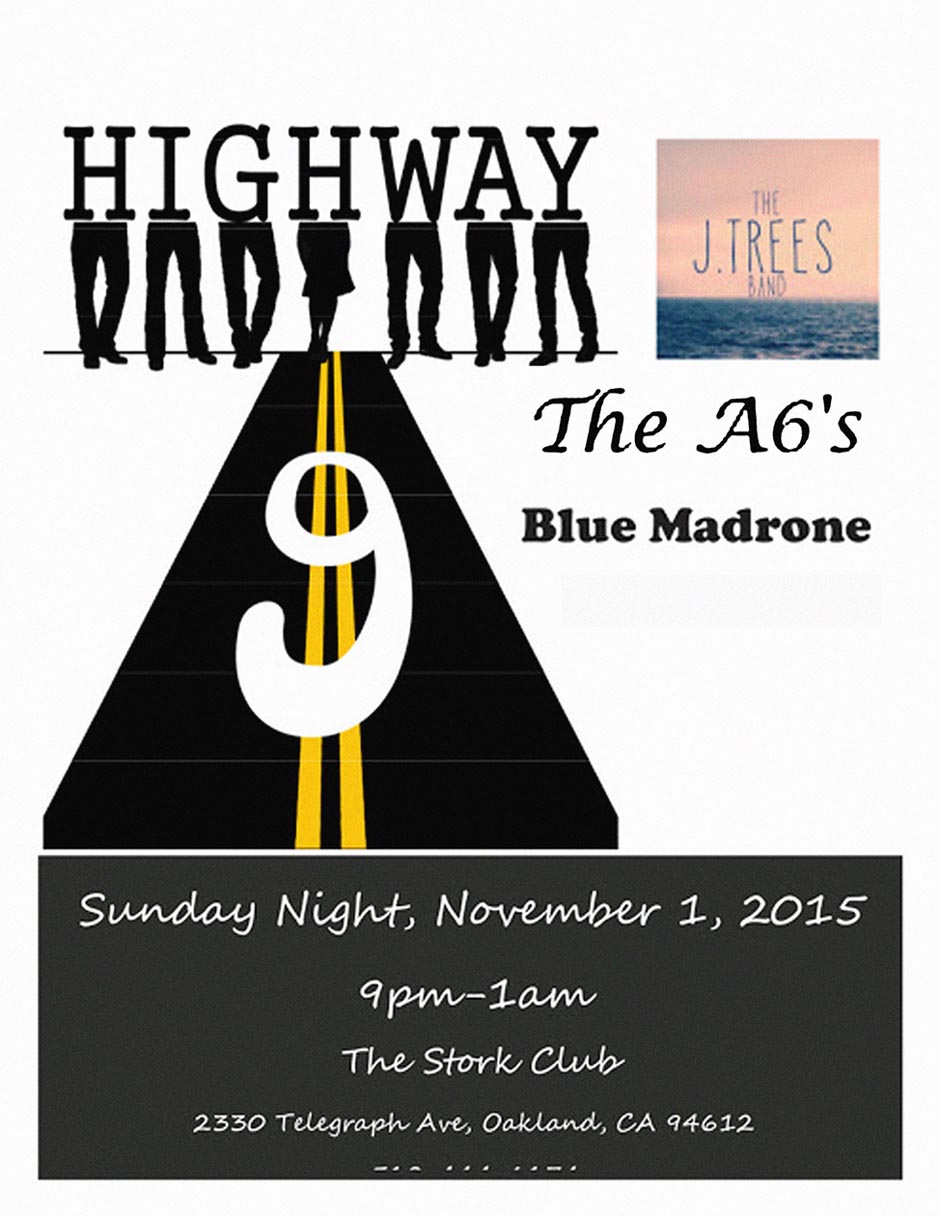 HIGHWAY
9
THE
J.TREES
BAND
The A6's
Blue Madrone
Sunday Night, November 1, 2015
9pm-1am
The Stork Club
2330 Telegraph Ave, Oakland, CA 94612